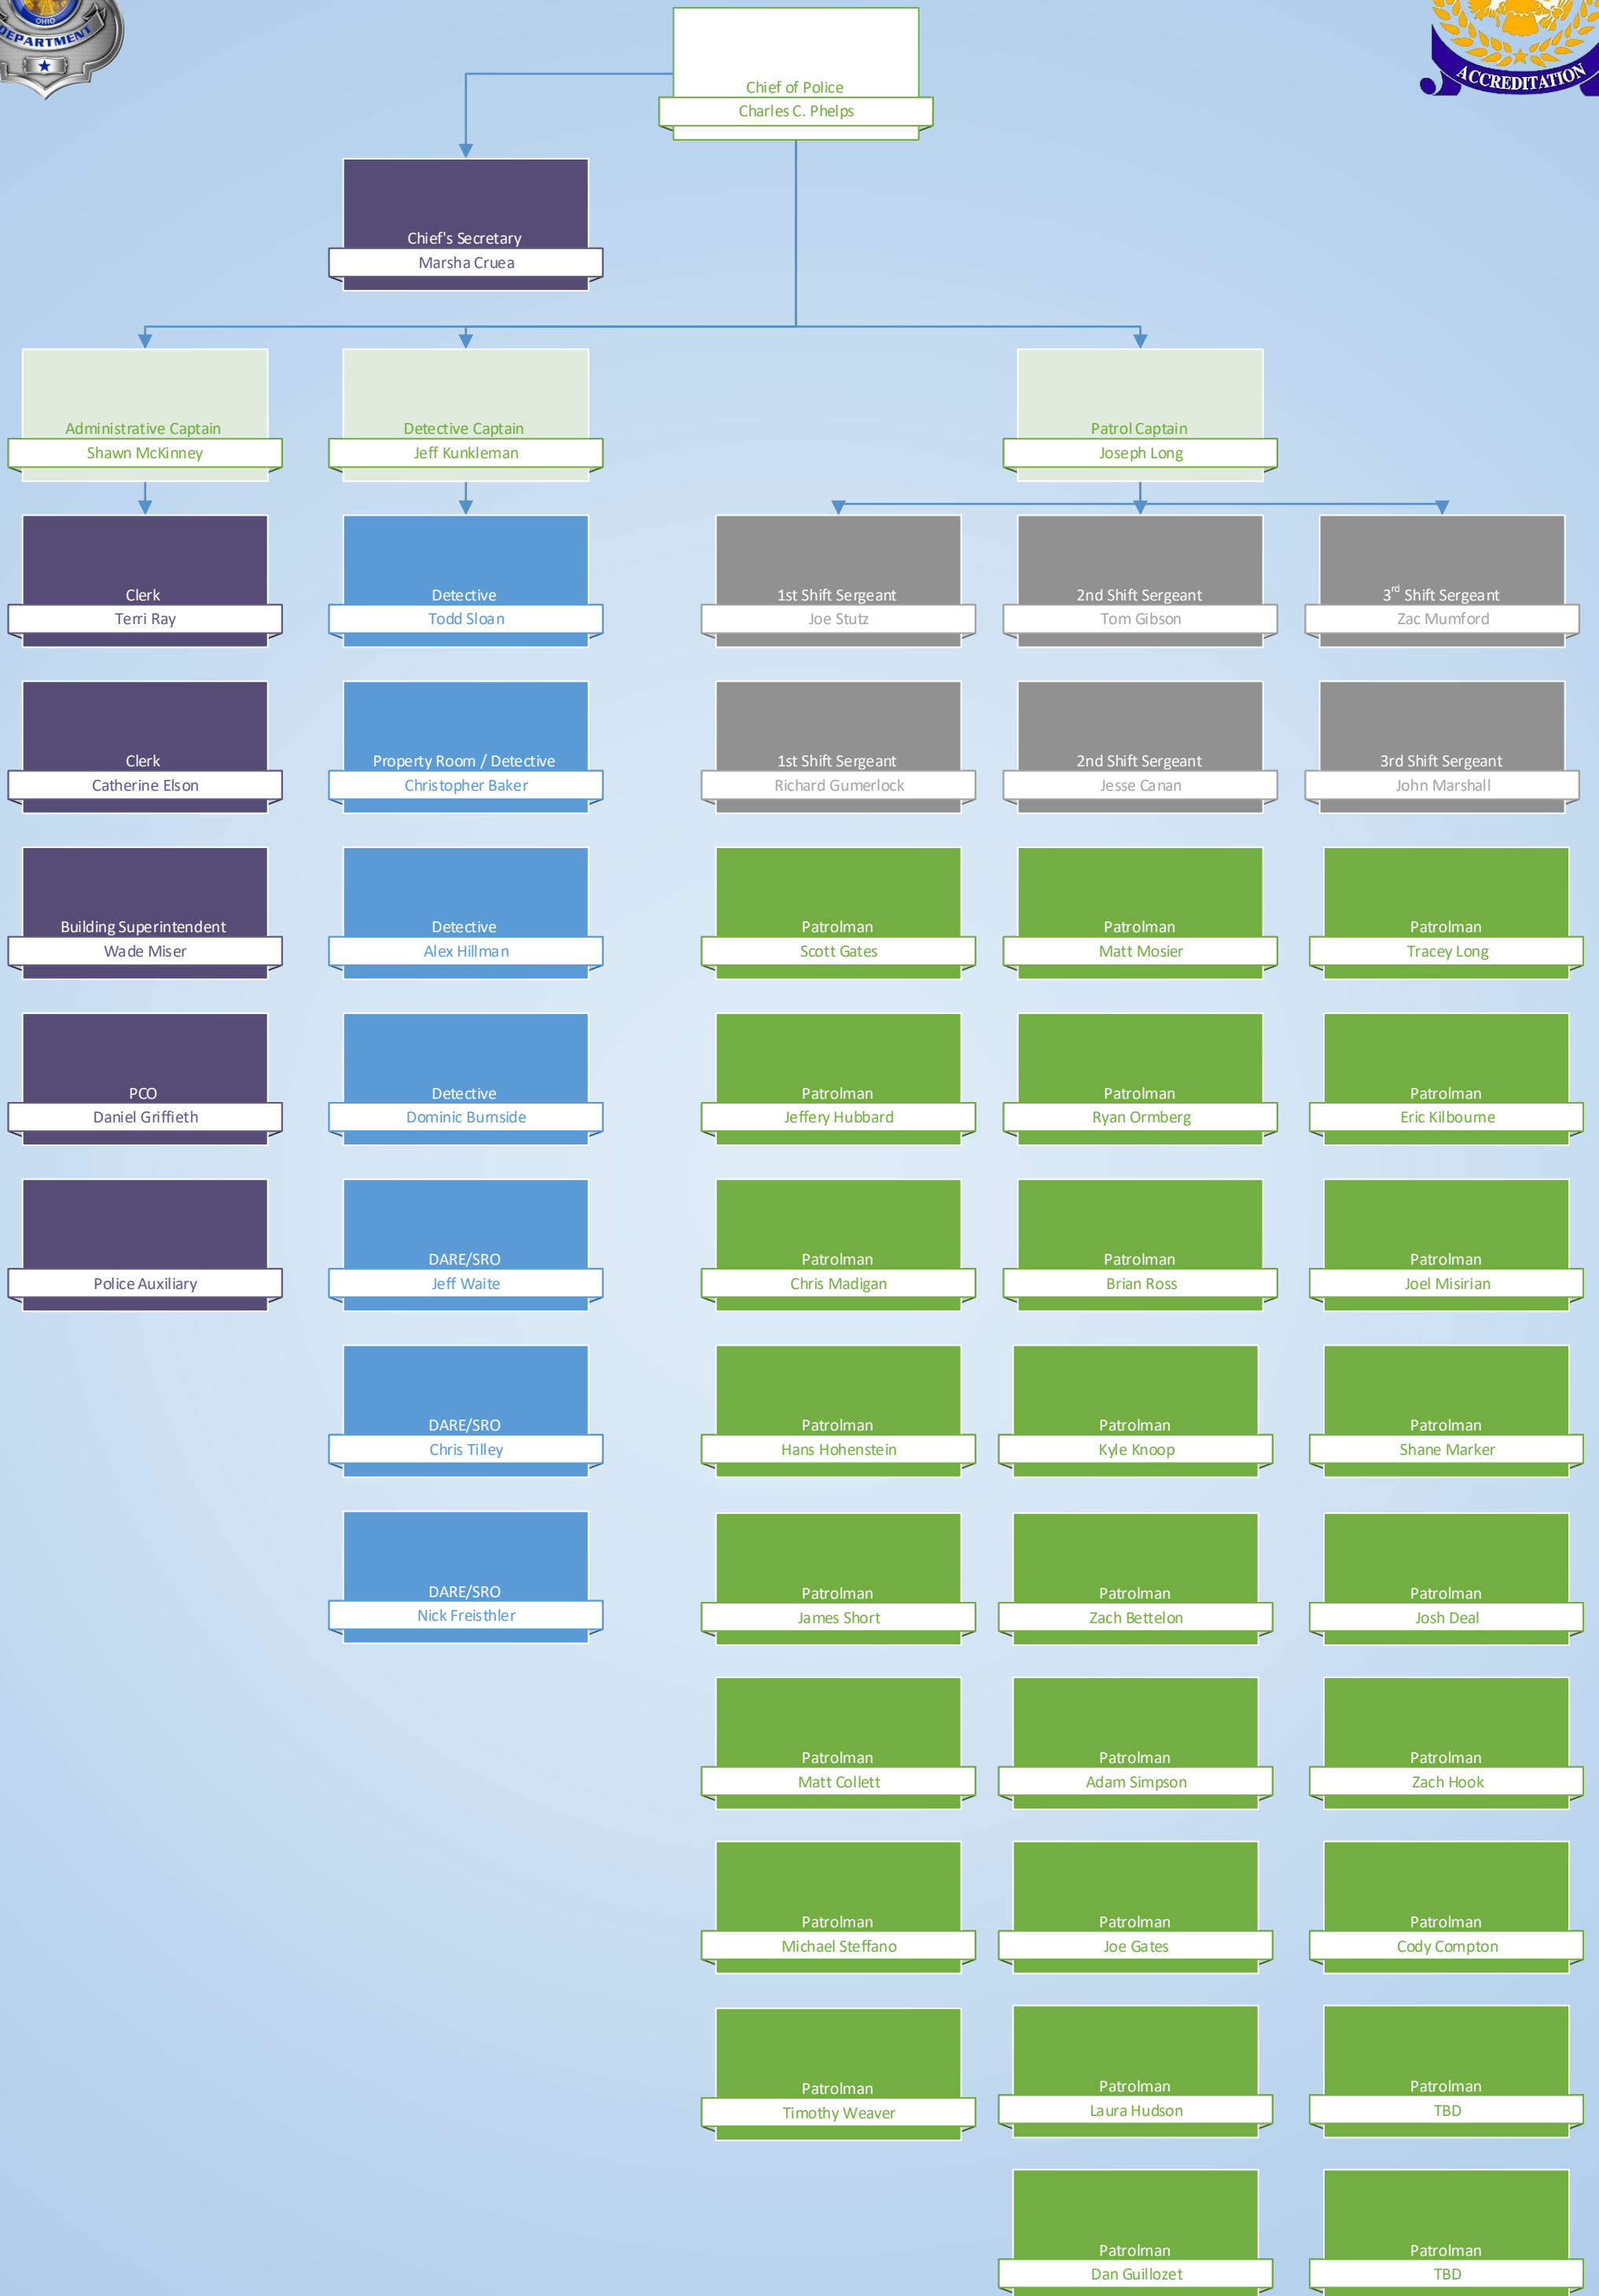 OHIO
DEPARTMENT
ACCREDITATION
Chief of Police
Charles C. Phelps
Chief's Secretary
Marsha Cruea
Administrative Captain
Shawn McKinney
Detective Captain
Jeff Kunkleman
Patrol Captain
Joseph Long
Clerk
Terri Ray
Detective
Todd Sloan
1st Shift Sergeant
Joe Stutz
2nd Shift Sergeant
Tom Gibson
3rd Shift Sergeant
Zac Mumford
Clerk
Catherine Elson
Property Room / Detective
Christopher Baker
1st Shift Sergeant
Richard Gumerlock
2nd Shift Sergeant
Jesse Canan
3rd Shift Sergeant
John Marshall
Building Superintendent
Wade Miser
Detective
Alex Hillman
Patrolman
Scott Gates
Patrolman
Matt Mosier
Patrolman
Tracey Long
PCO
Daniel Griffieth
Detective
Dominic Burnside
Patrolman
Jeffery Hubbard
Patrolman
Ryan Ormberg
Patrolman
Eric Kilbourne
Police Auxiliary
DARE/SRO
Jeff Waite
Patrolman
Chris Madigan
Patrolman
Brian Ross
Patrolman
Joel Misirian
DARE/SRO
Chris Tilley
Patrolman
Hans Hohenstein
Patrolman
Kyle Knoop
Patrolman
Shane Marker
DARE/SRO
Nick Freisthler
Patrolman
James Short
Patrolman
Zach Bettelon
Patrolman
Josh Deal
Patrolman
Matt Collett
Patrolman
Adam Simpson
Patrolman
Zach Hook
Patrolman
Michael Steffano
Patrolman
Joe Gates
Patrolman
Cody Compton
Patrolman
Timothy Weaver
Patrolman
Laura Hudson
Patrolman
TBD
Patrolman
Dan Guillozet
Patrolman
TBD